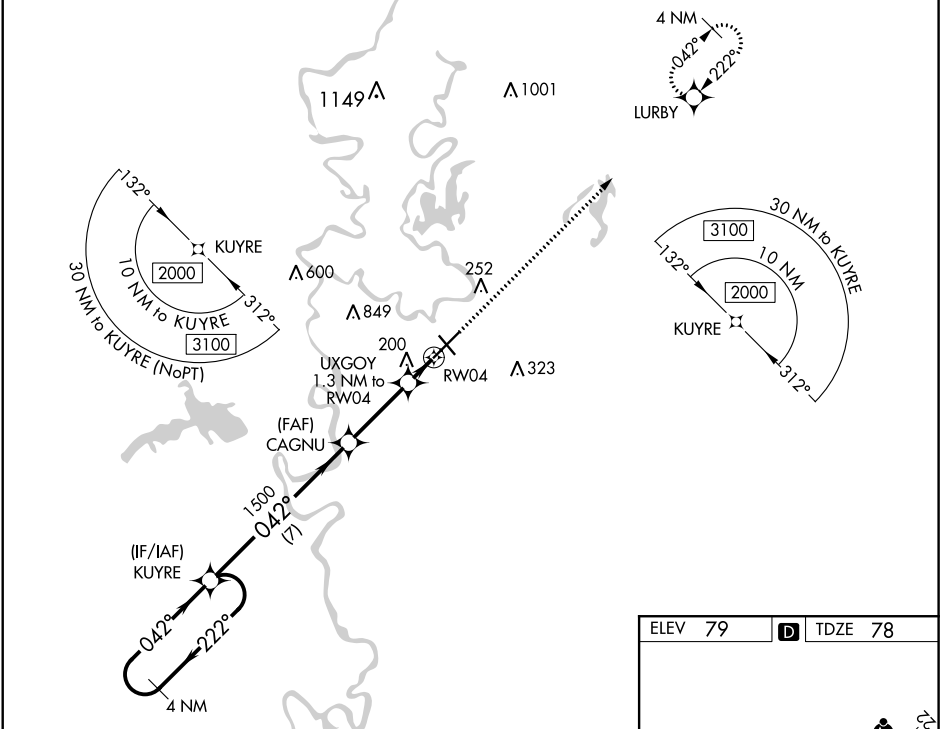 4 NM
042°
222°
LURBY
1149
1001
132°
KUYRE
2000
10 NM to KUYRE
312°
3100
30 NM to KUYRE (NoPT)
600
849
252
200
323
UXGOY
1.3 NM to
RW04
RW04
30 NM to KUYRE
3100
132°
10 NM
2000
KUYRE
312°
(FAF)
CAGNU
1500
042°
(7)
(IF/IAF)
KUYRE
042°
222°
4 NM
ELEV 79 D TDZE 78